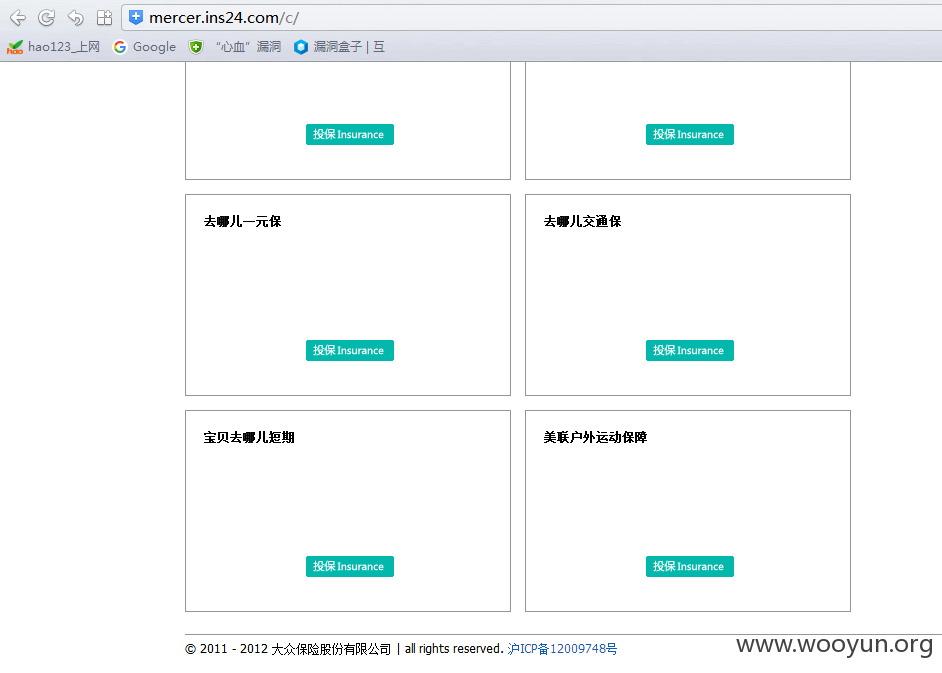 mercer.ins24.com/c/
hao123_上网 Google “心血”漏洞 漏洞盒子 | 互
投保 Insurance 投保 Insurance
去哪儿一元保 去哪儿交通保
投保 Insurance 投保 Insurance
宝贝去哪儿短期 美联户外运动保障
投保 Insurance 投保 Insurance
© 2011 - 2012 大众保险股份有限公司 | all rights reserved. 沪ICP备12009748号
www.wooyun.org